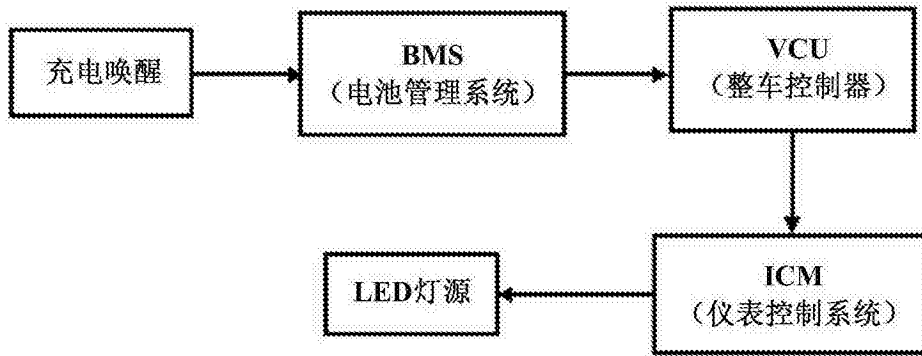 充电唤醒
BMS
（电池管理系统）
VCU
（整车控制器）
ICM
（仪表控制系统）
LED灯源